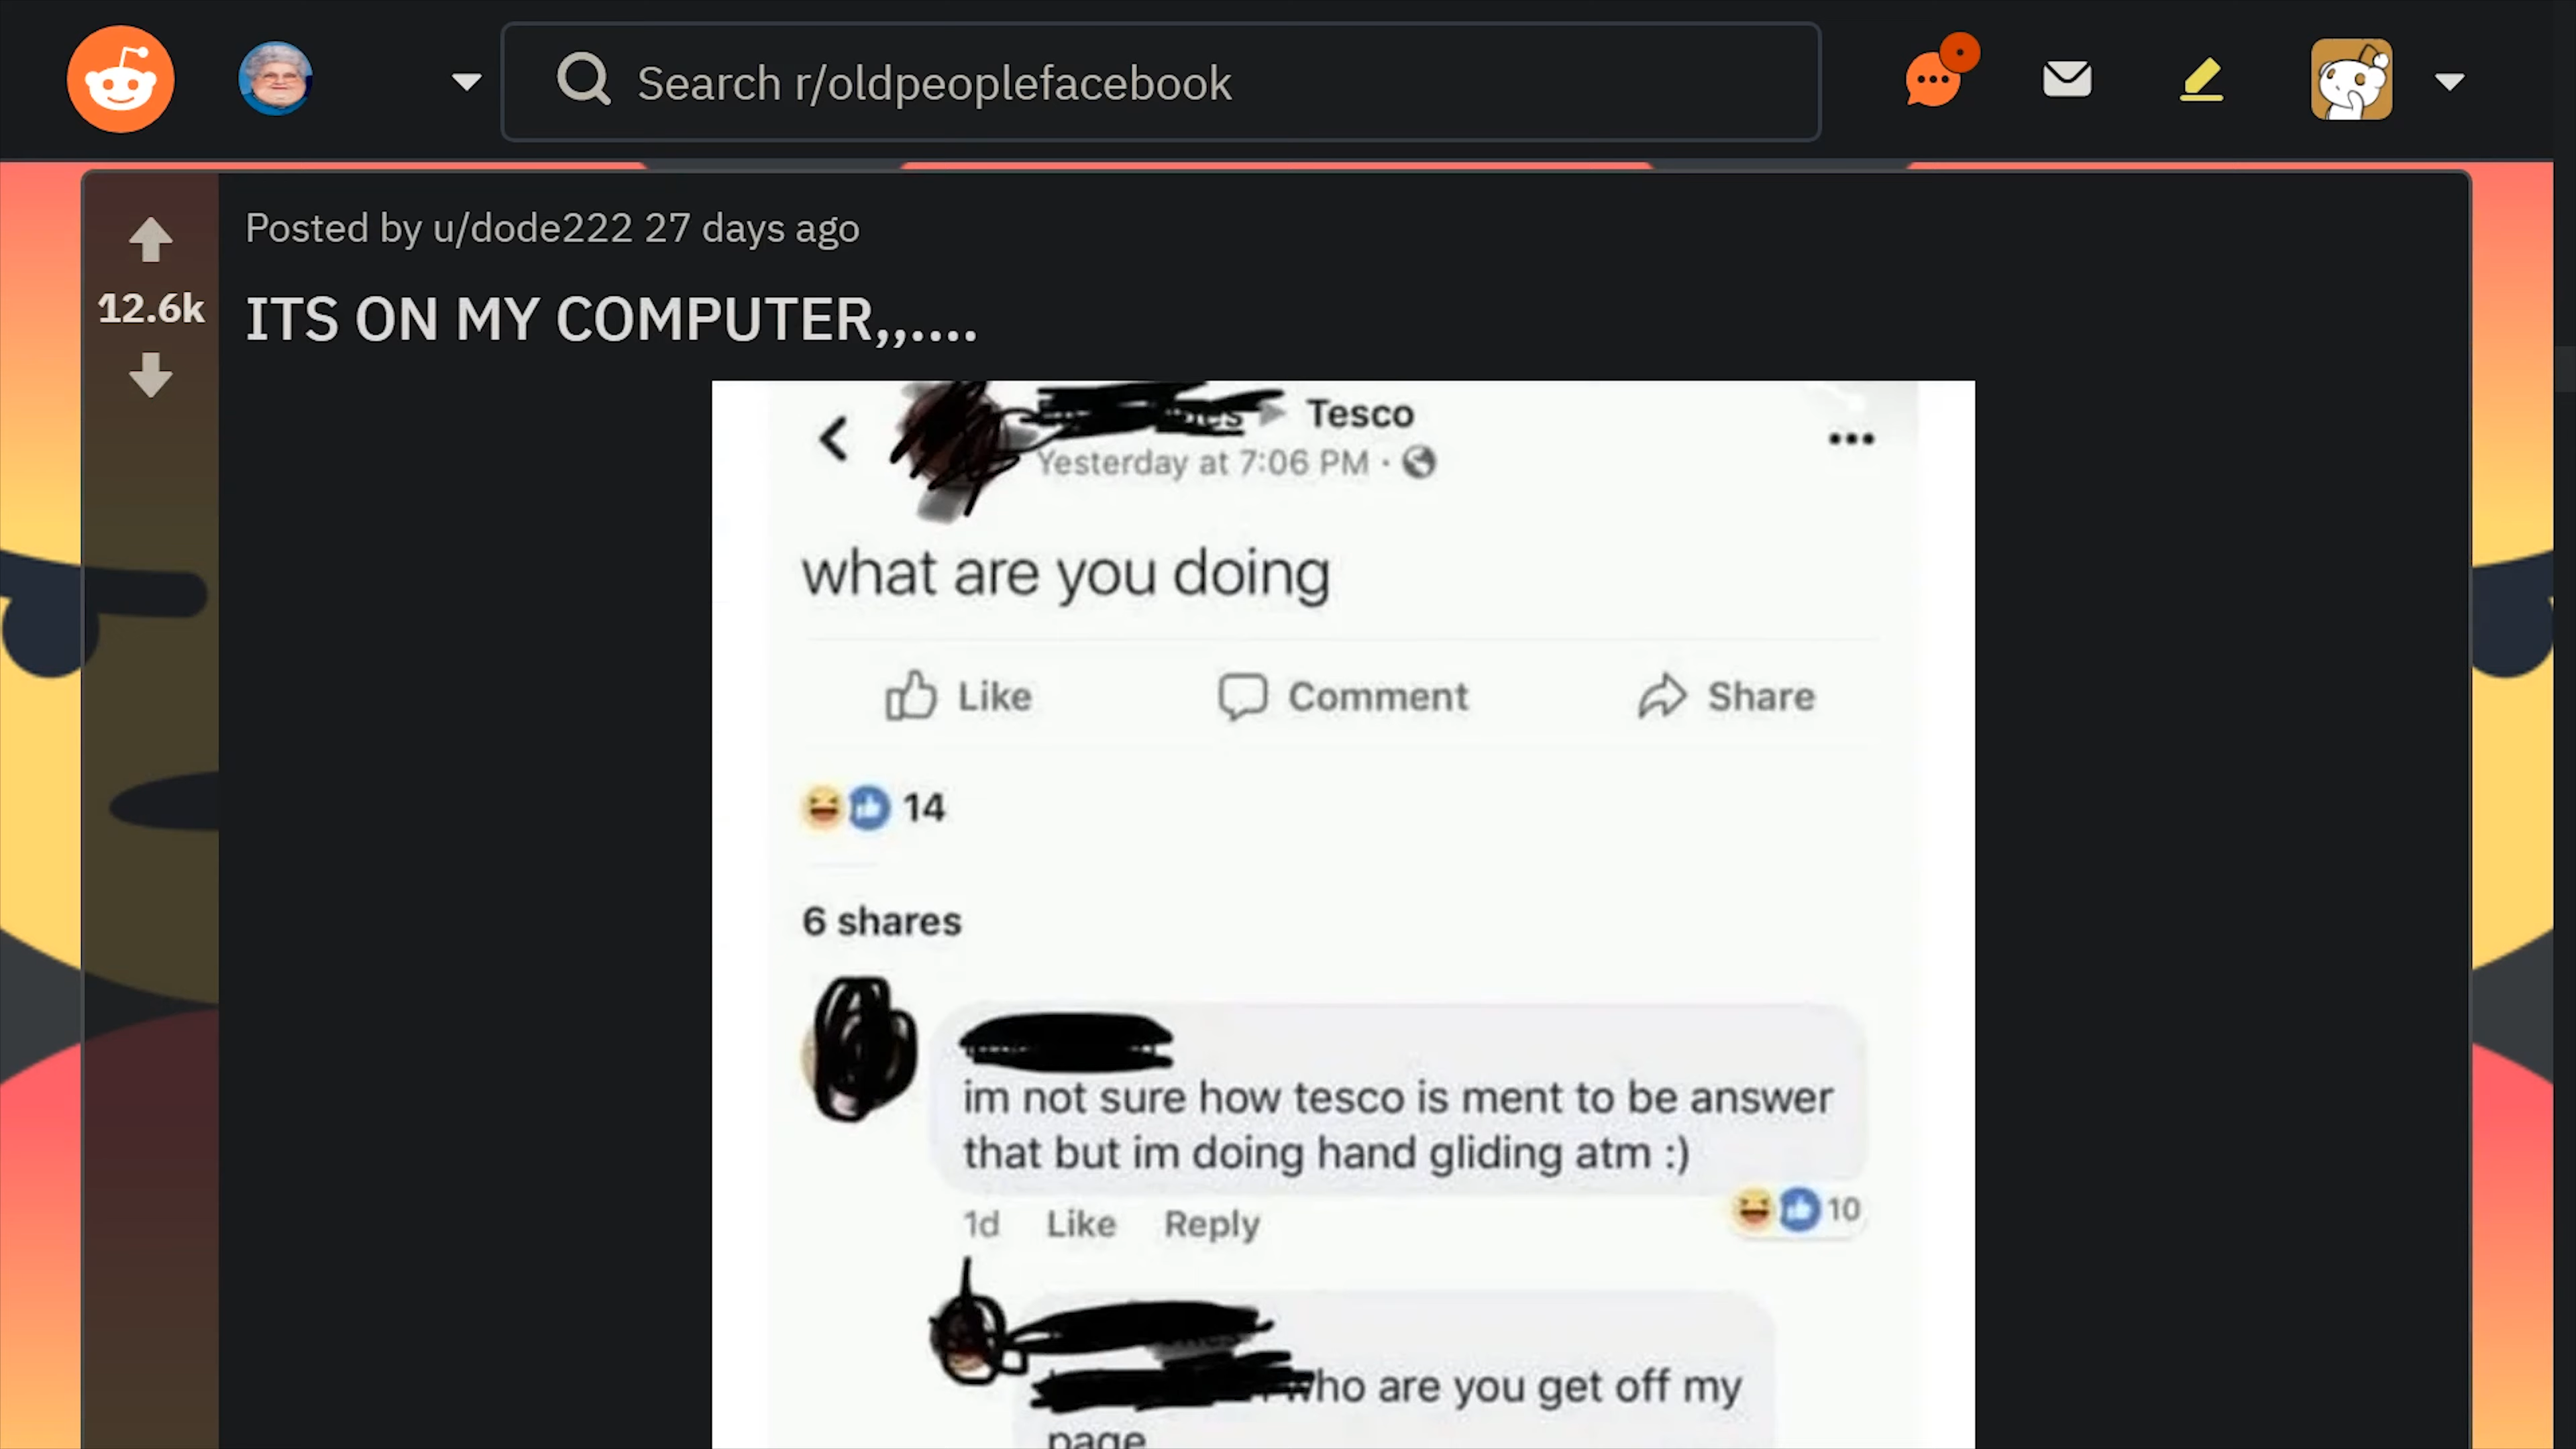 Search r/oldpeoplefacebook
Posted by u/dode222 27 days ago
12.6k
ITS ON MY COMPUTER,,....
Tesco
Yesterday at 7:06 PM ·
what are you doing
Like Comment Share
14
6 shares
im not sure how tesco is ment to be answer
that but im doing hand gliding atm :)
1d Like Reply 10
who are you get off my
page